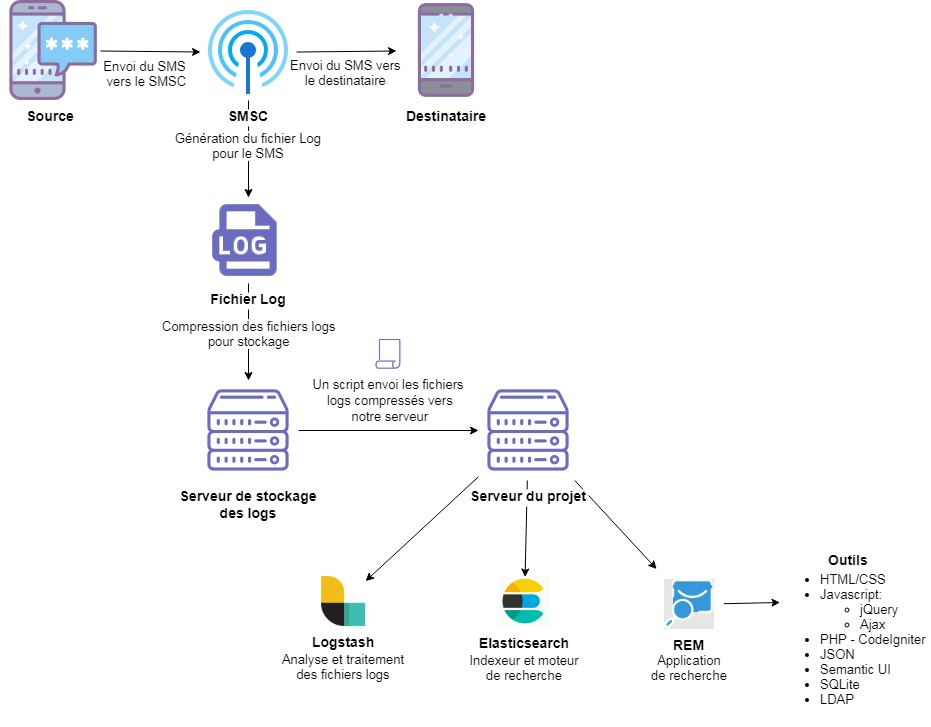 ***
Envoi du SMS
vers le SMSC
Envoi du SMS vers
le destinataire
Source
SMSC
Destinataire
Génération du fichier Log
pour le SMS
LOG
Fichier Log
Compression des fichiers logs
pour stockage
Un script envoi les fichiers
logs compressés vers
notre serveur
Serveur de stockage
des logs
Serveur du projet
Logstash
Analyse et traitement
des fichiers logs
Elasticsearch
Indexeur et moteur
de recherche
REM
Application
de recherche
Outils
• HTML/CSS
• Javascript:
○ jQuery
○ Ajax
• PHP - CodeIgniter
• JSON
• Semantic UI
• SQLite
• LDAP